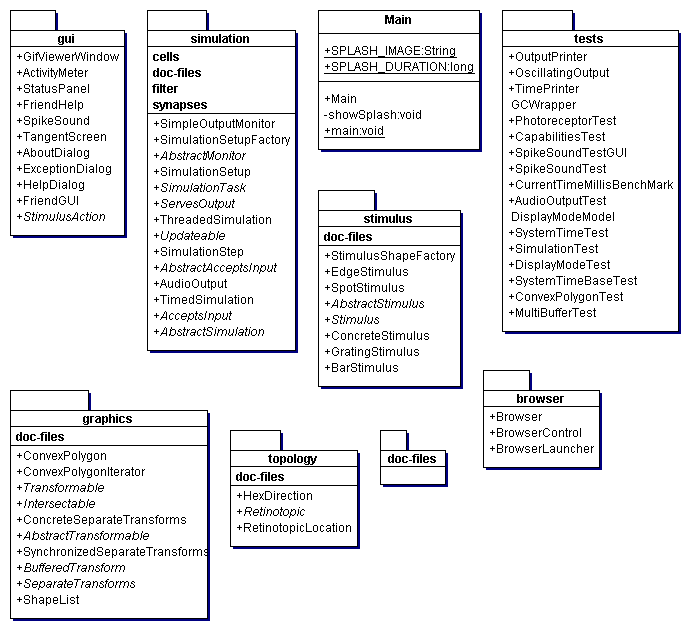 gui
+GifViewerWindow
+ActivityMeter
+StatusPanel
+FriendHelp
+SpikeSound
+TangentScreen
+AboutDialog
+ExceptionDialog
+HelpDialog
+FriendGUI
+StimulusAction
simulation
cells
doc-files
filter
synapses
+SimpleOutputMonitor
+SimulationSetupFactory
+AbstractMonitor
+SimulationSetup
+SimulationTask
+ServesOutput
+ThreadedSimulation
+Updateable
+SimulationStep
+AbstractAcceptsInput
+AudioOutput
+TimedSimulation
+AcceptsInput
+AbstractSimulation
Main
+SPLASH_IMAGE:String
+SPLASH_DURATION:long
+Main
-showSplash:void
+main:void
stimulus
doc-files
+StimulusShapeFactory
+EdgeStimulus
+SpotStimulus
+AbstractStimulus
+Stimulus
+ConcreteStimulus
+GratingStimulus
+BarStimulus
tests
+OutputPrinter
+OscillatingOutput
+TimePrinter
GCWrapper
+PhotoreceptorTest
+CapabilitiesTest
+SpikeSoundTestGUI
+SpikeSoundTest
+CurrentTimeMillisBenchMark
+AudioOutputTest
DisplayModeModel
+SystemTimeTest
+SimulationTest
+DisplayModeTest
+SystemTimeBaseTest
+ConvexPolygonTest
+MultiBufferTest
graphics
doc-files
+ConvexPolygon
+ConvexPolygonIterator
+Transformable
+Intersectable
+ConcreteSeparateTransforms
+AbstractTransformable
+SynchronizedSeparateTransforms
+BufferedTransform
+SeparateTransforms
+ShapeList
topology
doc-files
+HexDirection
+Retinotopic
+RetinotopicLocation
doc-files
browser
+Browser
+BrowserControl
+BrowserLauncher